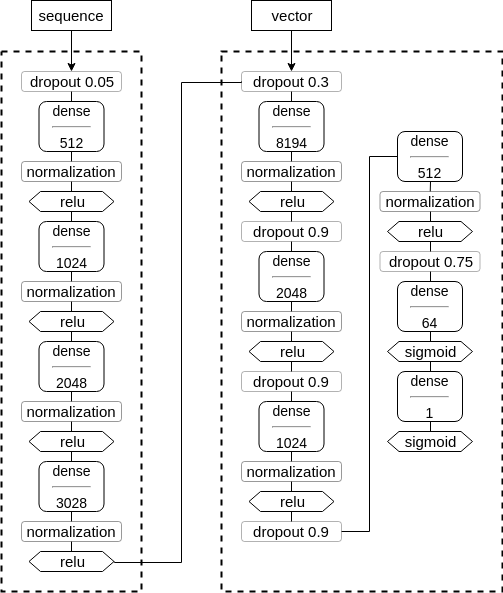 sequence
dropout 0.05
dense
512
normalization
relu
dense
1024
normalization
relu
dense
2048
normalization
relu
dense
3028
normalization
relu
vector
dropout 0.3
dense
8194
normalization
relu
dropout 0.9
dense
2048
normalization
relu
dropout 0.9
dense
1024
normalization
relu
dropout 0.9
dense
512
normalization
relu
dropout 0.75
dense
64
sigmoid
dense
1
sigmoid